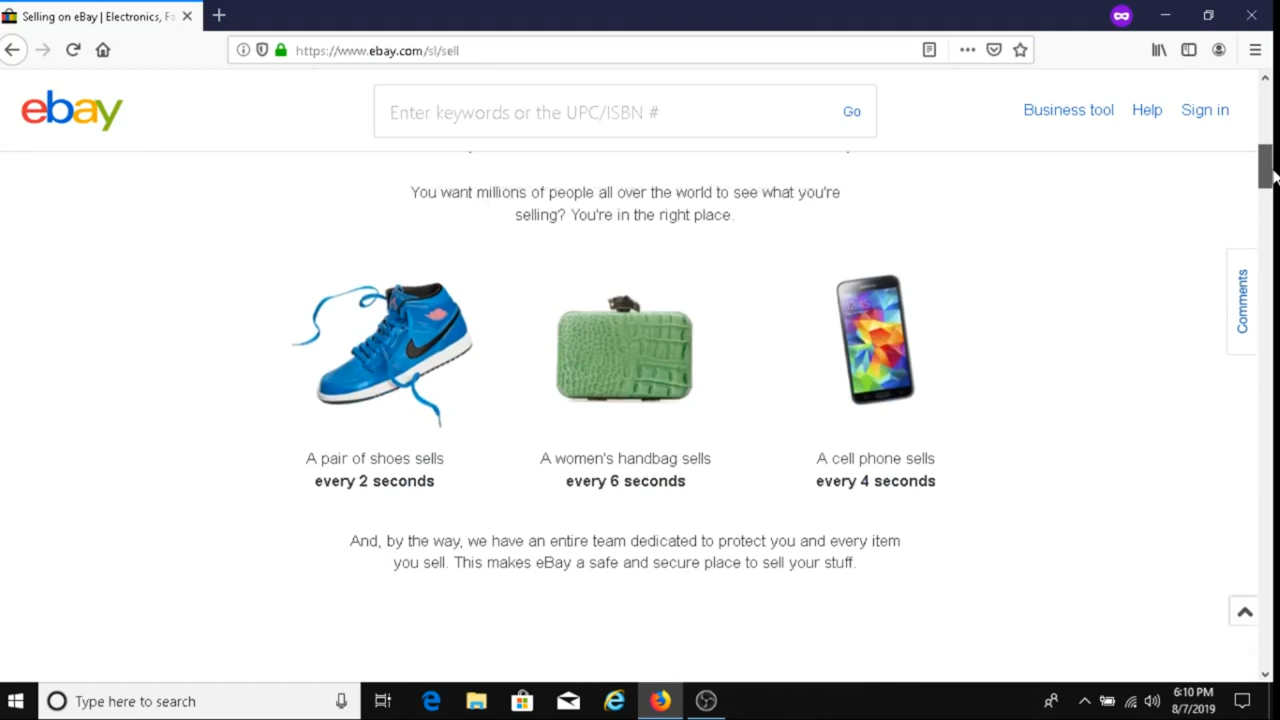 Selling on eBay | Electronics, Fa
https://www.ebay.com/sl/sell
ebay
Enter keywords or the UPC/ISBN #
Go
Business tool
Help
Sign in
You want millions of people all over the world to see what you're
selling? You're in the right place.
Comments
A pair of shoes sells
every 2 seconds
A women's handbag sells
every 6 seconds
A cell phone sells
every 4 seconds
And, by the way, we have an entire team dedicated to protect you and every item
you sell. This makes eBay a safe and secure place to sell your stuff.
Type here to search
6:10 PM
8/7/2019